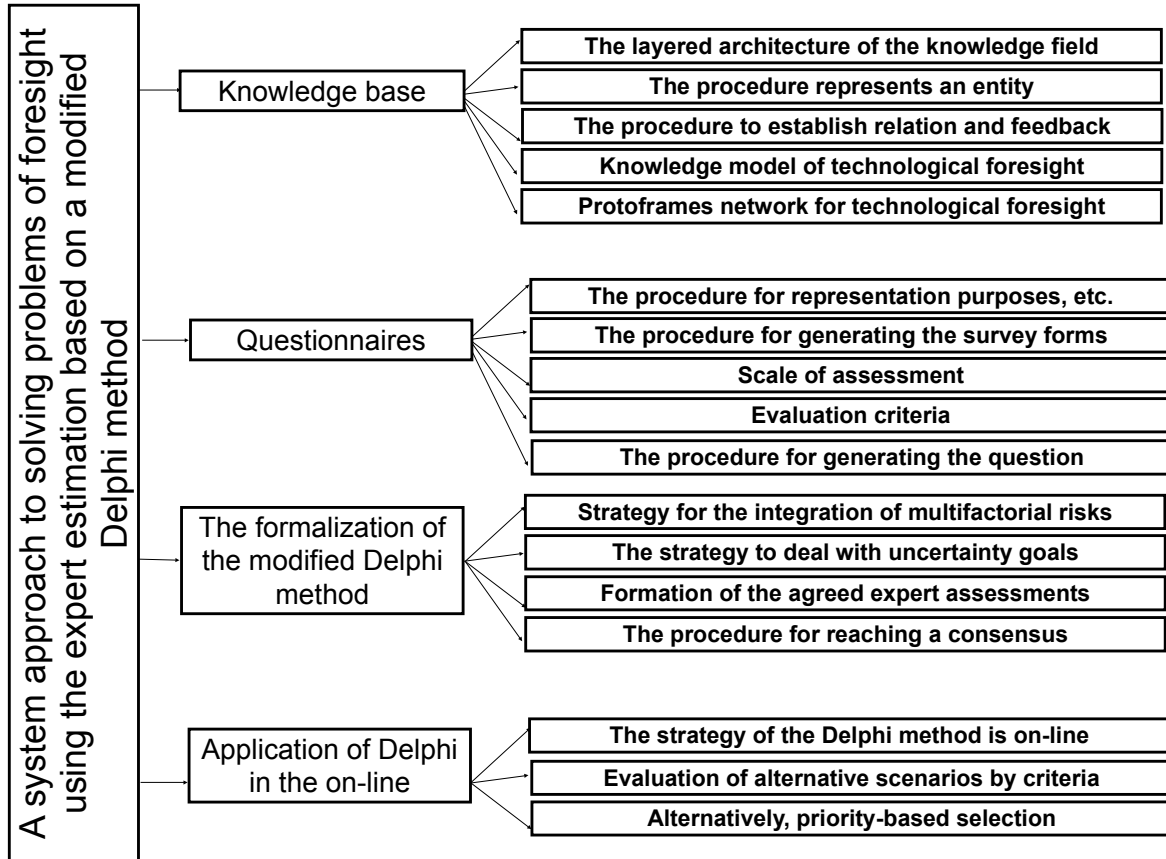 A system approach to solving problems of foresight
using the expert estimation based on a modified
Delphi method
Knowledge base
The layered architecture of the knowledge field
The procedure represents an entity
The procedure to establish relation and feedback
Knowledge model of technological foresight
Protoframes network for technological foresight
Questionnaires
The procedure for representation purposes, etc.
The procedure for generating the survey forms
Scale of assessment
Evaluation criteria
The procedure for generating the question
The formalization of
the modified Delphi
method
Strategy for the integration of multifactorial risks
The strategy to deal with uncertainty goals
Formation of the agreed expert assessments
The procedure for reaching a consensus
Application of Delphi
in the on-line
The strategy of the Delphi method is on-line
Evaluation of alternative scenarios by criteria
Alternatively, priority-based selection